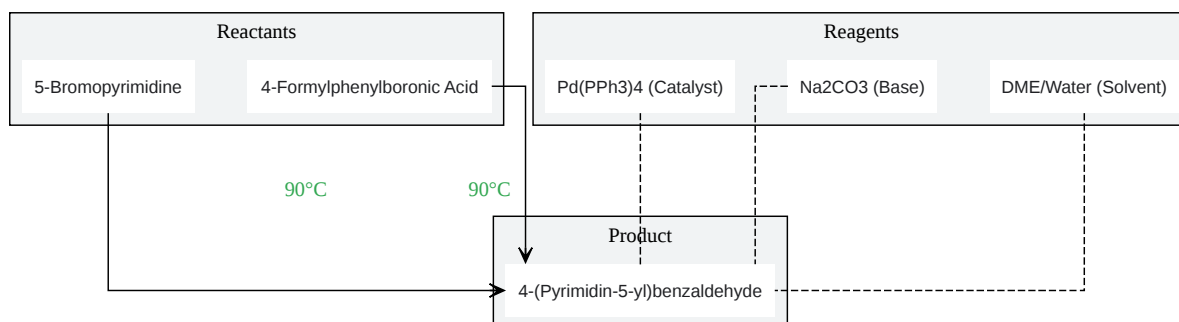 Reactants
Reagents
5-Bromopyrimidine
4-Formylphenylboronic Acid
Pd(PPh3)4 (Catalyst)
Na2CO3 (Base)
DME/Water (Solvent)
90°C
90°C
Product
4-(Pyrimidin-5-yl)benzaldehyde